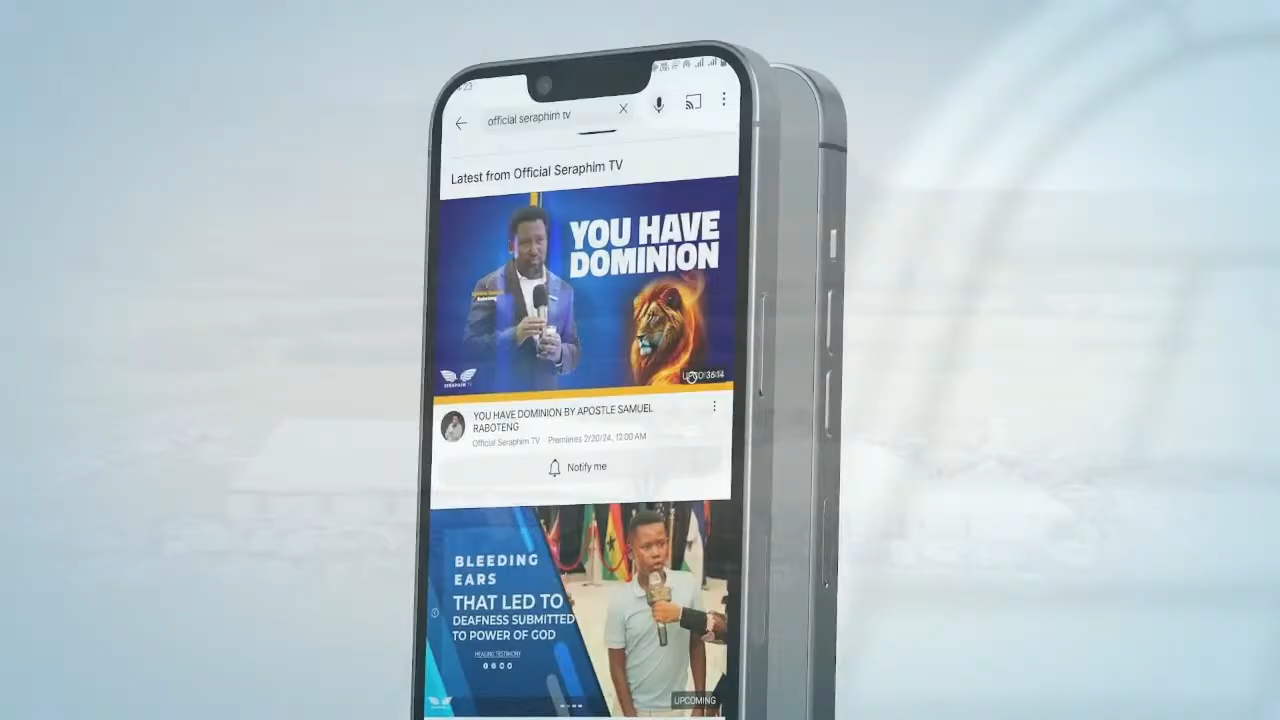 official seraphim tv
Latest from Official Seraphim TV
YOU HAVE
DOMINION
SERAPHIM TV
YOU HAVE DOMINION BY APOSTLE SAMUEL
RABOTENG
Official Seraphim TV · Premieres 2/20/24, 12:00 AM
Notify me
BLEEDING
EARS
THAT LED TO
DEAFNESS SUBMITTED
TO POWER OF GOD
HEALING TESTIMONY
UPCOMING